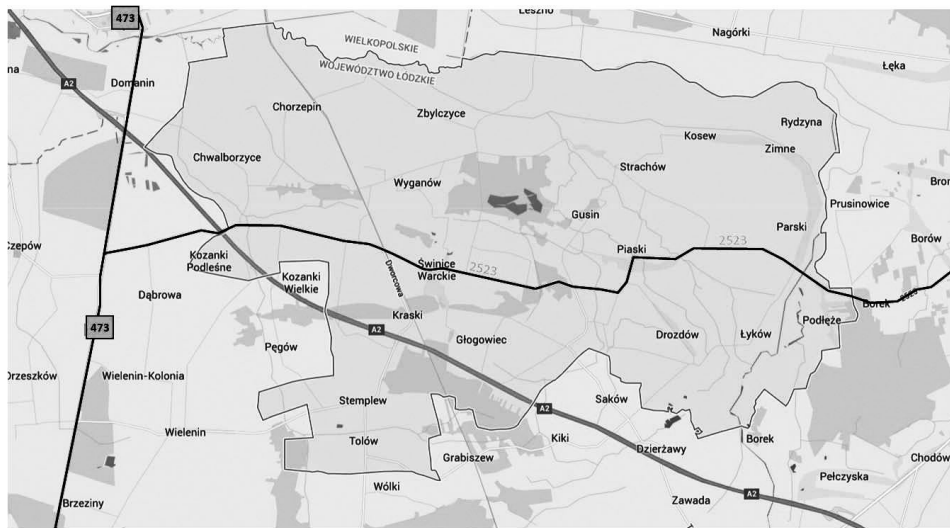 473
Leszno
Nagórki
WIELKOPOLSKIE
WOJEWÓDZTWO ŁÓDZKIE
Łęka
na
A2
Domanin
Chorzepin
Zbylczyce
Rydzyna
Kosew
Zimne
Chwalborzyce
Strachów
Wyganów
Bron
Prusinowice
Gusin
Parski
Czepów
Piaski
2523
Borów
Kozanki
Podleśne
Świnice
Warckie
2523
Dworcowa
Kozanki
Wielkie
Dąbrowa
Borek
2523
Kraski
Podłęże
473
A2
Drozdów
Łyków
Głogowiec
Pęgów
Orzeszków
Wielenin-Kolonia
Stemplew
Saków
A2
Wielenin
Tolów
Kiki
Borek
Dzierżawy
Grabiszew
Chodów
Pełczyska
Wólki
A2
Zawada
Brzeziny